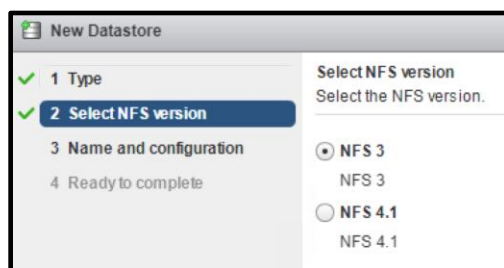 New Datastore
1 Type
2 Select NFS version
3 Name and configuration
4 Ready to complete
Select NFS version
Select the NFS version.
NFS 3
NFS 3
NFS 4.1
NFS 4.1